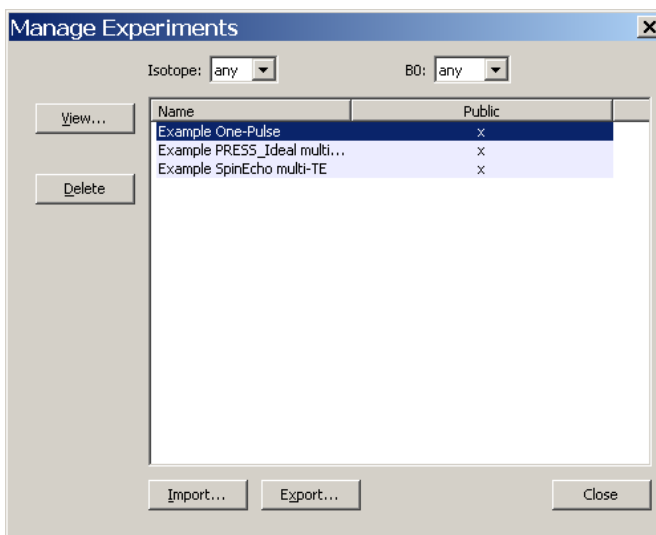 Manage Experiments
Isotope: any B0: any
View...
Delete
Name Public
Example One-Pulse x
Example PRESS_Ideal multi... x
Example SpinEcho multi-TE x
Import... Export... Close